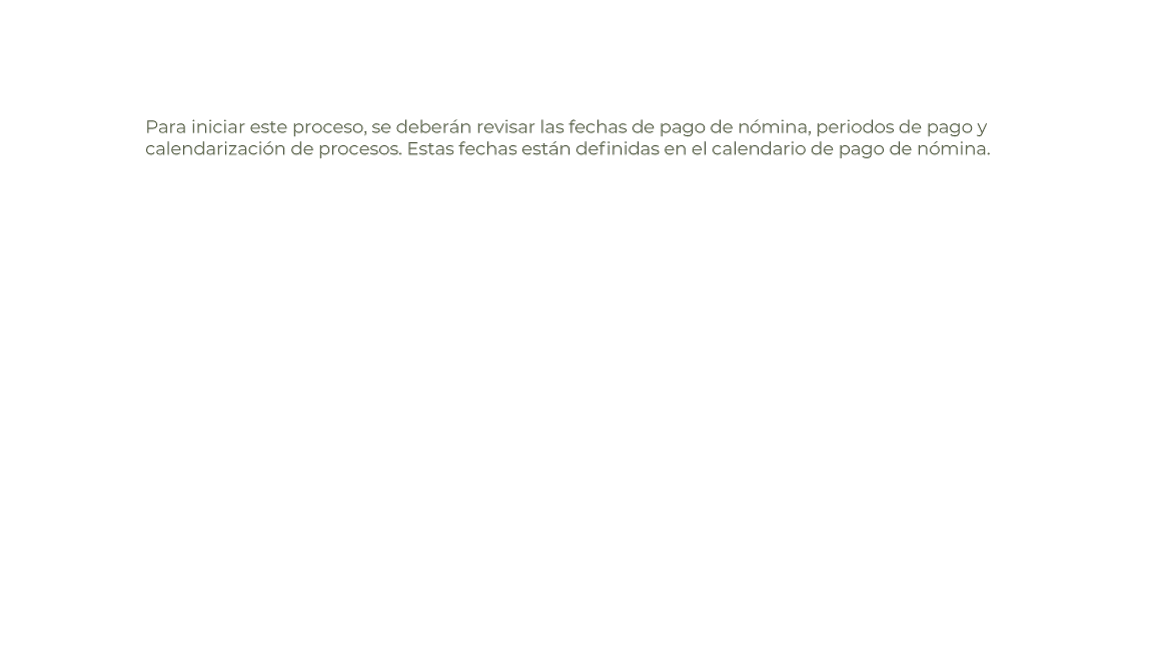 Para iniciar este proceso, se deberán revisar las fechas de pago de nómina, periodos de pago y
calendarización de procesos. Estas fechas están definidas en el calendario de pago de nómina.